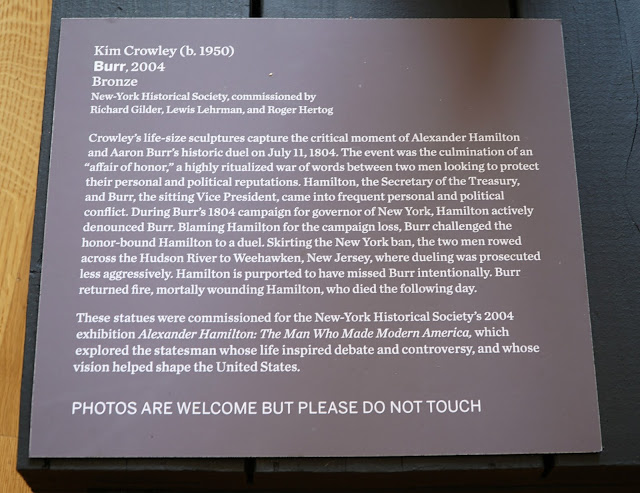 Kim Crowley (b. 1950)
Burr, 2004
Bronze
New-York Historical Society, commissioned by
Richard Gilder, Lewis Lehrman, and Roger Hertog
Crowley's life-size sculptures capture the critical moment of Alexander Hamilton
and Aaron Burr's historic duel on July 11, 1804. The event was the culmination of an
"affair of honor," a highly ritualized war of words between two men looking to protect
their personal and political reputations. Hamilton, the Secretary of the Treasury,
and Burr, the sitting Vice President, came into frequent personal and political
conflict. During Burr's 1804 campaign for governor of New York, Hamilton actively
denounced Burr. Blaming Hamilton for the campaign loss, Burr challenged the
honor-bound Hamilton to a duel. Skirting the New York ban, the two men rowed
across the Hudson River to Weehawken, New Jersey, where dueling was prosecuted
less aggressively. Hamilton is purported to have missed Burr intentionally. Burr
returned fire, mortally wounding Hamilton, who died the following day.
These statues were commissioned for the New-York Historical Society's 2004
exhibition Alexander Hamilton: The Man Who Made Modern America, which
explored the statesman whose life inspired debate and controversy, and whose
vision helped shape the United States.
PHOTOS ARE WELCOME BUT PLEASE DO NOT TOUCH